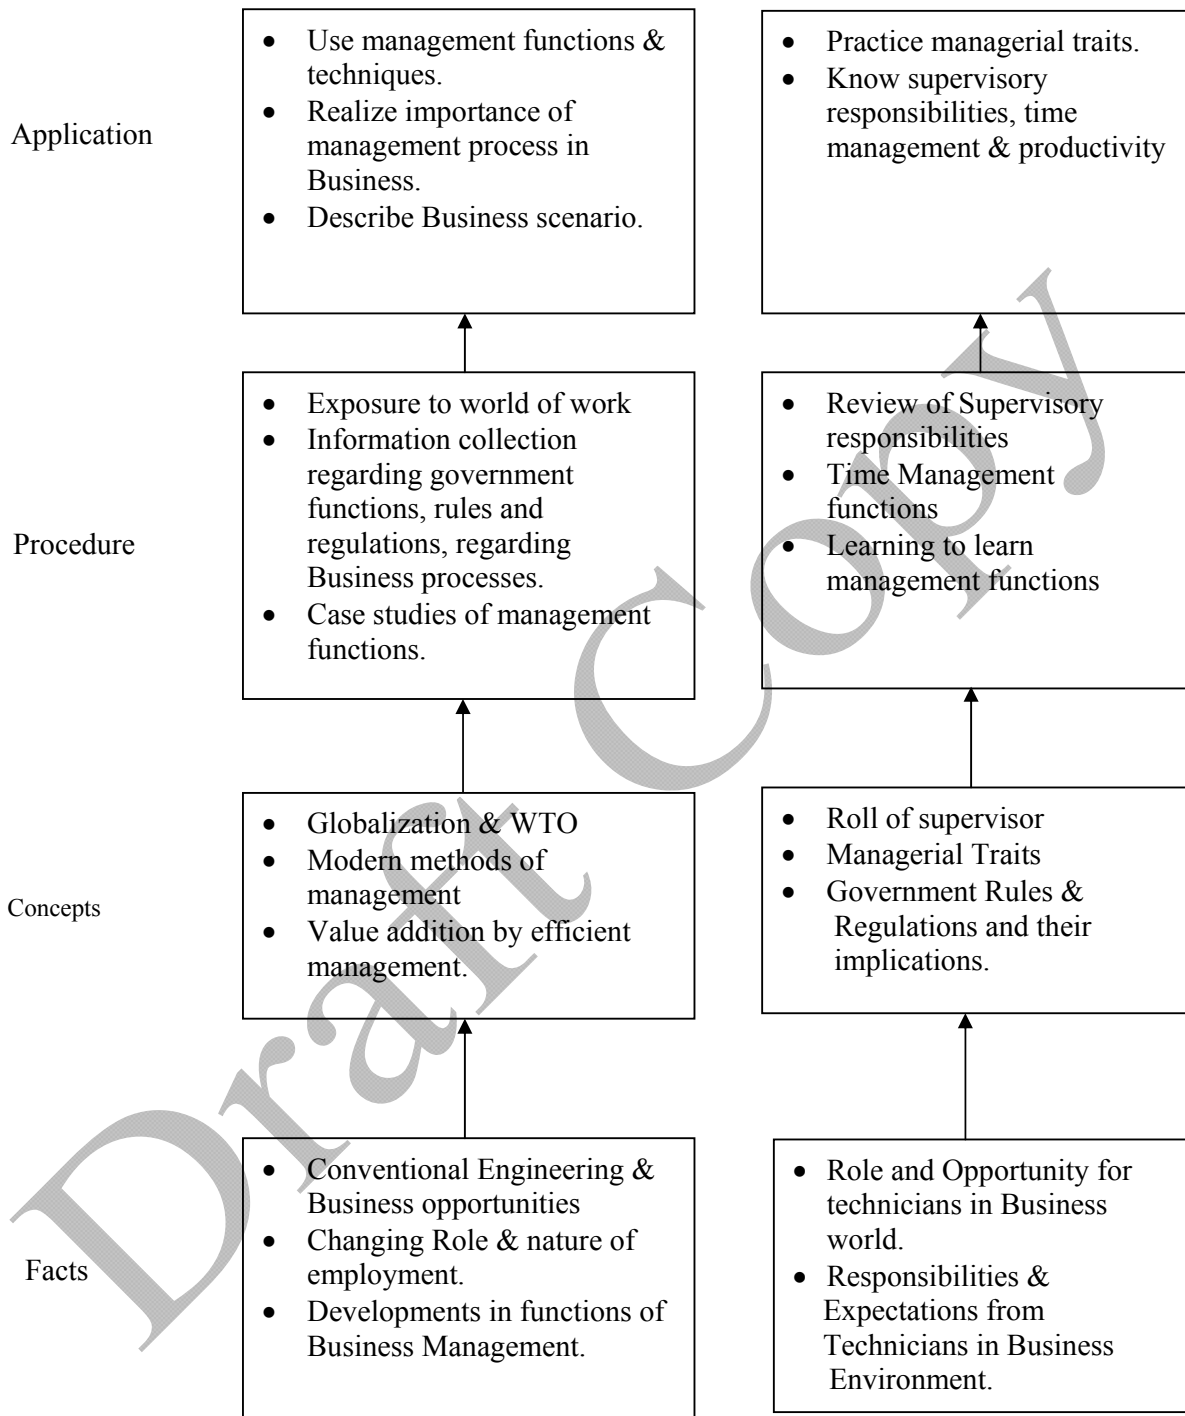 Application
• Use management functions &
techniques.
• Realize importance of
management process in
Business.
• Describe Business scenario.
• Practice managerial traits.
• Know supervisory
responsibilities, time
management & productivity
Procedure
• Exposure to world of work
• Information collection
regarding government
functions, rules and
regulations, regarding
Business processes.
• Case studies of management
functions.
• Review of Supervisory
responsibilities
• Time Management
functions
• Learning to learn
management functions
Concepts
• Globalization & WTO
• Modern methods of
management
• Value addition by efficient
management.
• Roll of supervisor
• Managerial Traits
• Government Rules &
Regulations and their
implications.
Facts
• Conventional Engineering &
Business opportunities
• Changing Role & nature of
employment.
• Developments in functions of
Business Management.
• Role and Opportunity for
technicians in Business
world.
• Responsibilities &
Expectations from
Technicians in Business
Environment.
Draft Copy